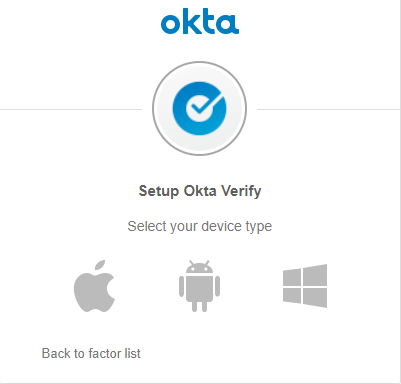 okta
Setup Okta Verify
Select your device type
Back to factor list